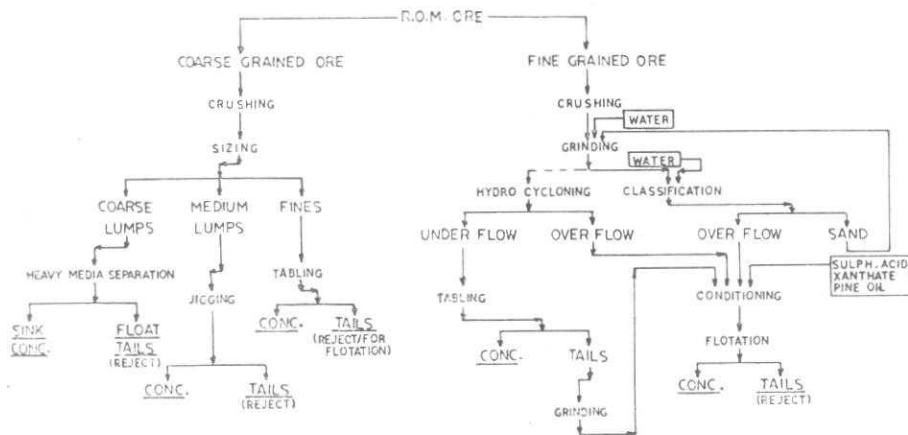 R.O.M. ORE
COARSE GRAINED ORE
FINE GRAINED ORE
CRUSHING
CRUSHING
WATER
SIZING
GRINDING
WATER
HYDRO CYCLONING
CLASSIFICATION
COARSE
LUMPS
MEDIUM
LUMPS
FINES
UNDER FLOW
OVER FLOW
OVER FLOW
SAND
HEAVY MEDIA SEPARATION
TABLING
JIGGING
TABLING
CONDITIONING
SULPH. ACID
XANTHATE
PINE OIL
SINK
CONC.
FLOAT
TAILS
(REJECT)
CONC.
TAILS
(REJECT/FOR
FLOTATION)
FLOTATION
CONC.
TAILS
CONC.
TAILS
(REJECT)
CONC.
TAILS
(REJECT)
GRINDING